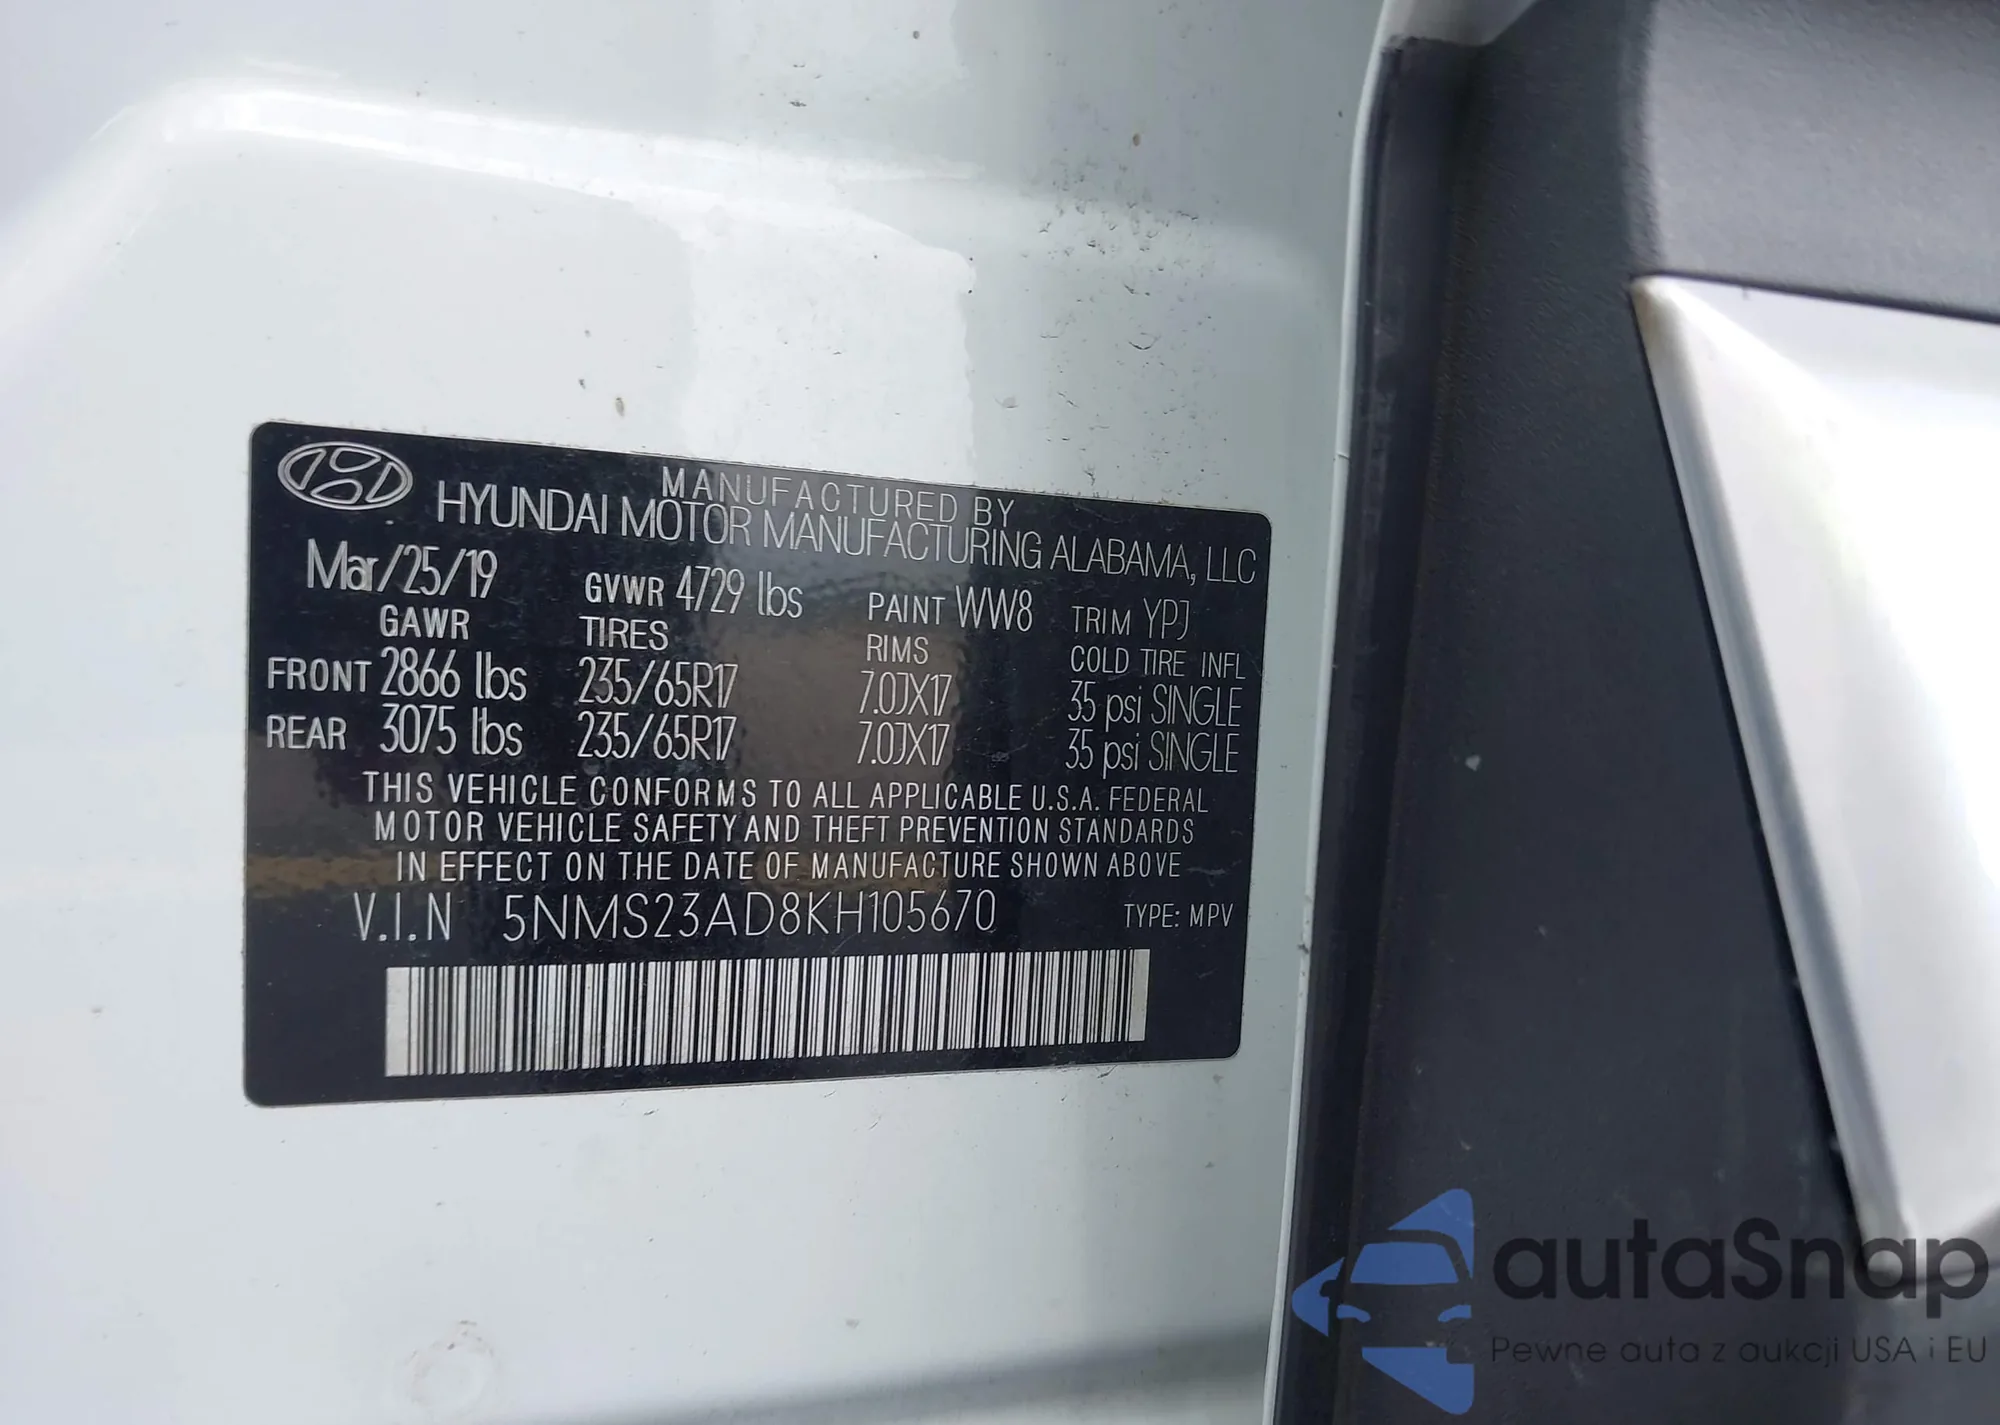 MANUFACTURED BY
HYUNDAI MOTOR MANUFACTURING ALABAMA, LLC
Mar/25/19 GVWR 4729 lbs PAINT WW8 TRIM YPJ
GAWR TIRES RIMS COLD TIRE INFL
FRONT 2866 lbs 235/65R17 7.0JX17 35 psi SINGLE
REAR 3075 lbs 235/65R17 7.0JX17 35 psi SINGLE
THIS VEHICLE CONFORMS TO ALL APPLICABLE U.S.A. FEDERAL
MOTOR VEHICLE SAFETY AND THEFT PREVENTION STANDARDS
IN EFFECT ON THE DATE OF MANUFACTURE SHOWN ABOVE
V.I.N 5NMS23AD8KH105670 TYPE: MPV
autaSnap
Pewne auta z aukcji USA i EU